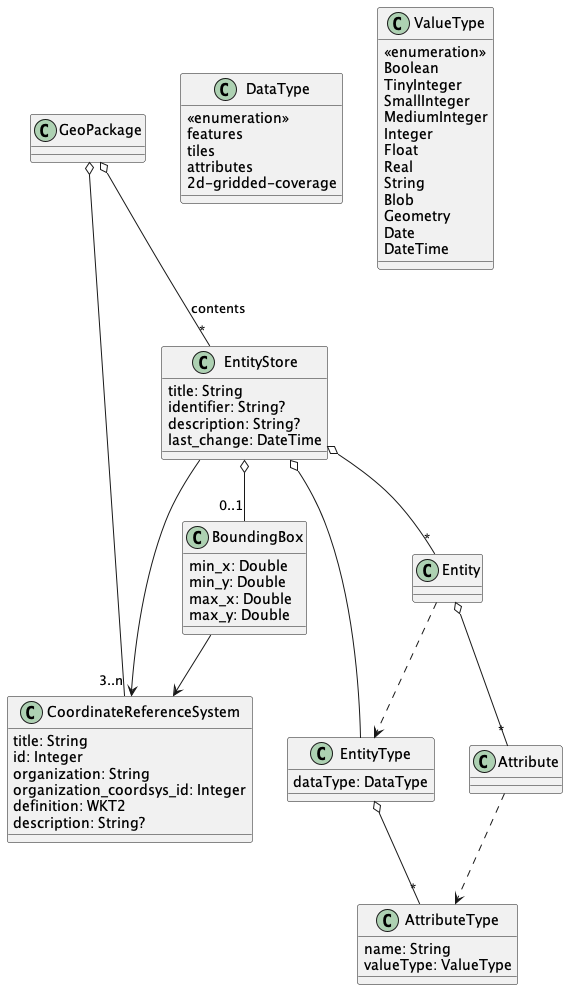 C ValueType
«enumeration»
Boolean
TinyInteger
SmallInteger
MediumInteger
Integer
Float
Real
String
Blob
Geometry
Date
DateTime
C DataType
«enumeration»
features
tiles
attributes
2d-gridded-coverage
C GeoPackage
contents
*
C EntityStore
title: String
identifier: String?
description: String?
last_change: DateTime
0..1
*
C BoundingBox
min_x: Double
min_y: Double
max_x: Double
max_y: Double
C Entity
3..n
*
C CoordinateReferenceSystem
title: String
id: Integer
organization: String
organization_coordsys_id: Integer
definition: WKT2
description: String?
C EntityType
dataType: DataType
C Attribute
*
C AttributeType
name: String
valueType: ValueType